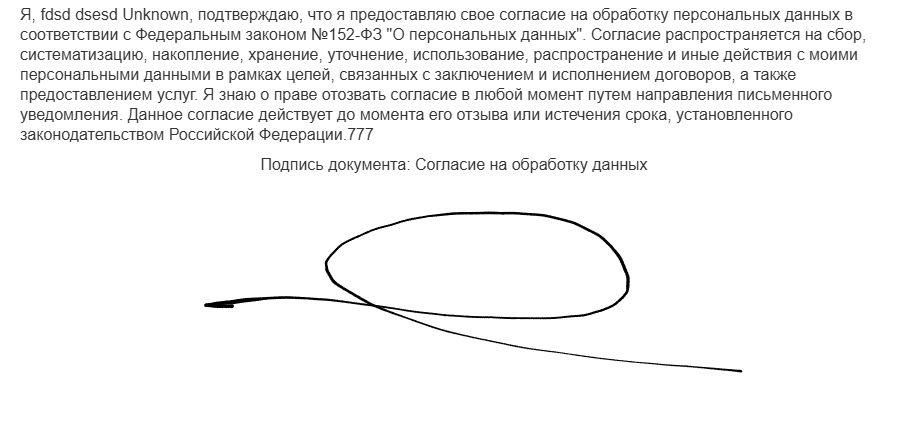 Я, fdsd dsesd Unknown, подтверждаю, что я предоставляю свое согласие на обработку персональных данных в
соответствии с Федеральным законом №152-ФЗ "О персональных данных". Согласие распространяется на сбор,
систематизацию, накопление, хранение, уточнение, использование, распространение и иные действия с моими
персональными данными в рамках целей, связанных с заключением и исполнением договоров, а также
предоставлением услуг. Я знаю о праве отозвать согласие в любой момент путем направления письменного
уведомления. Данное согласие действует до момента его отзыва или истечения срока, установленного
законодательством Российской Федерации.777
Подпись документа: Согласие на обработку данных